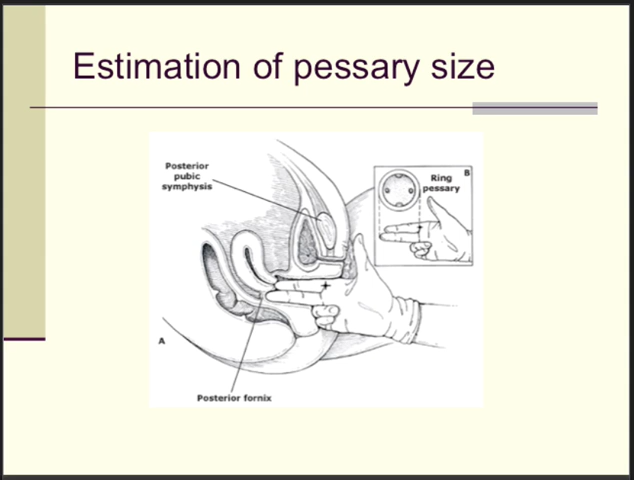 Estimation of pessary size
Posterior
pubic
symphysis
B
Ring
pessary
A
Posterior fornix